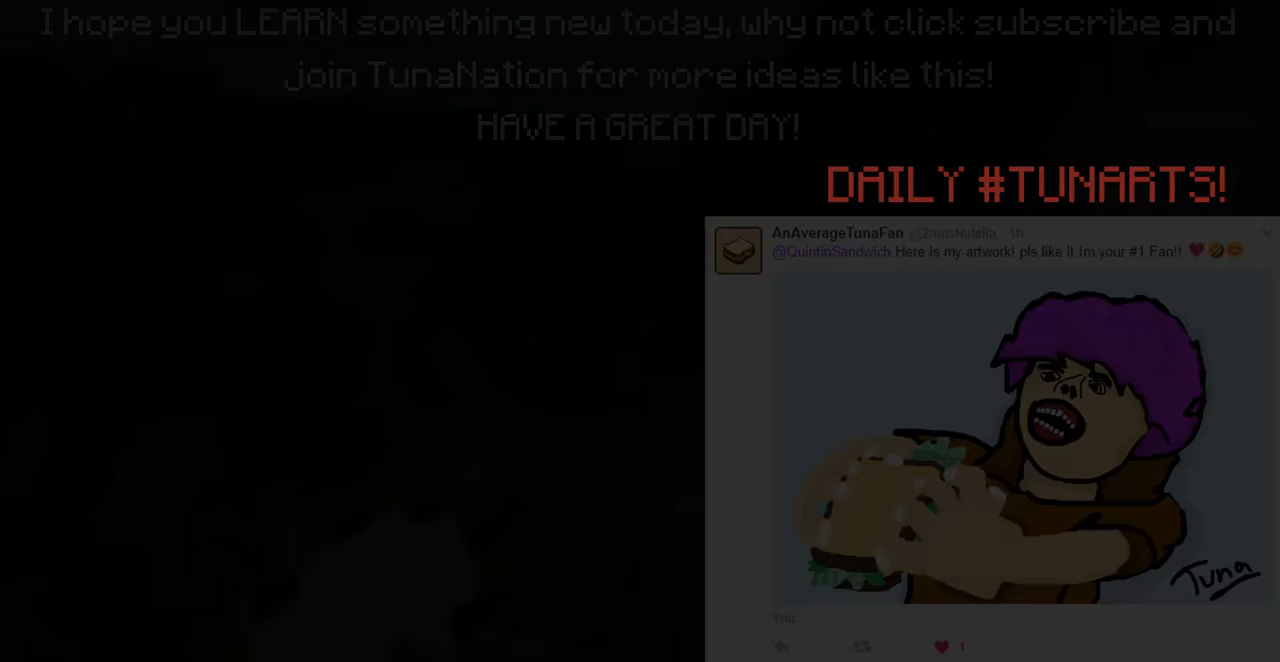 I hope you LEARN something new today, why not click subscribe and
join TunaNation for more ideas like this!
HAVE A GREAT DAY!
DAILY #TUNARTS!
AnAverageTunaFan 1h
@QuintinSandwich Here is my artwork! pls like it Im your #1 Fan!!
Tuna
You
1